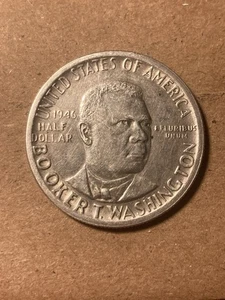 UNITED STATES OF AMERICA
1946
HALF
DOLLAR
E PLURIBUS
UNUM
BOOKER T. WASHINGTON